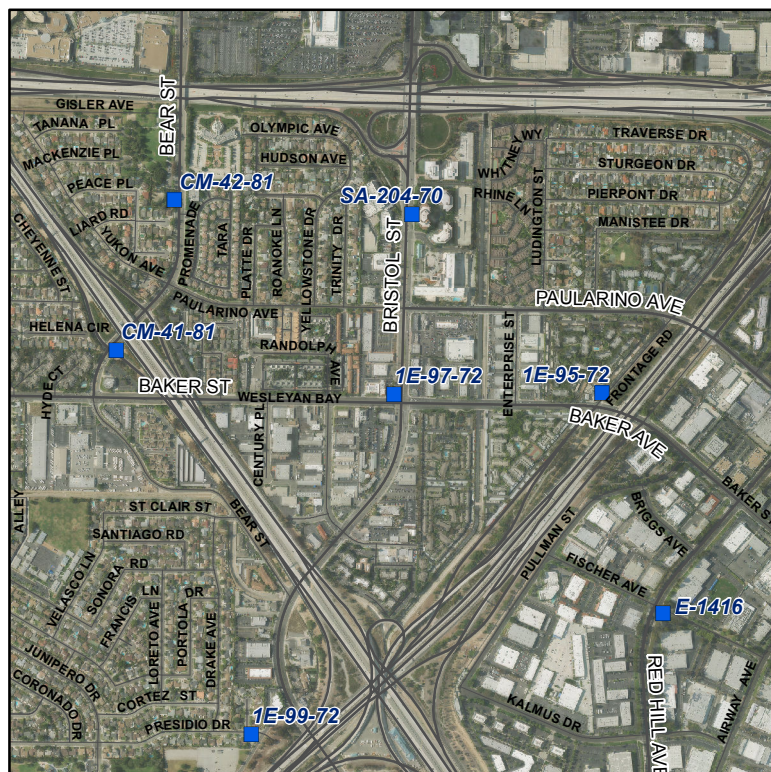 GISLER AVE
BEAR ST
TANANA PL
OLYMPIC AVE
WHYTNEY WY
TRAVERSE DR
MACKENZIE PL
HUDSON AVE
STURGEON DR
PEACE PL
CM-42-81
SA-204-70
RHINE LN
LUDINGTON ST
PIERPONT DR
LIARD RD
MANISTEE DR
CHEYENNE ST
YUKON AVE
PROMENADE
TARA
PLATTE DR
ROANOKE LN
YELLOWSTONE DR
TRINITY DR
BRISTOL ST
PAULARINO AVE
PAULARINO AVE
HELENA CIR
CM-41-81
RANDOLPH AVE
ENTERPRISE ST
FRONTAGE RD
HYDE CT
BAKER ST
WESLEYAN BAY
1E-97-72
1E-95-72
CENTURY PL
BAKER AVE
BAKER S
ALLEY
ST CLAIR ST
BEAR ST
PULLMAN ST
BRIGGS AVE
SANTIAGO RD
VELASCO LN
SONORA RD
FRANCIS LN
LORETO AVE
PORTOLA DR
DRAKE AVE
FISCHER AVE
E-1416
JUNIPERO DR
CORONADO DR
CORTEZ ST
PRESIDIO DR
1E-99-72
KALMUS DR
RED HILL AVE
AIRWAY AVE